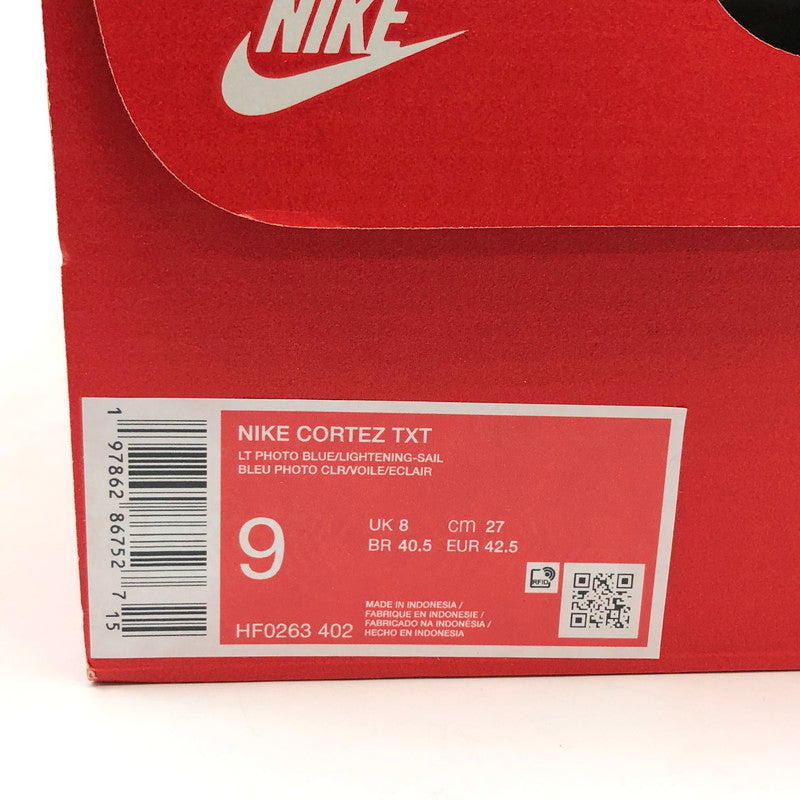 NIKE
NIKE CORTEZ TXT
LT PHOTO BLUE/LIGHTENING-SAIL
BLEU PHOTO CLR/VOILE/ECLAIR
9
UK 8 cm 27
BR 40.5 EUR 42.5
RFID
HF0263 402
MADE IN INDONESIA /
FABRIQUE EN INDONESIE /
FABRICADO NA INDONÉSIA /
HECHO EN INDONESIA
1 97862 86752 7 15